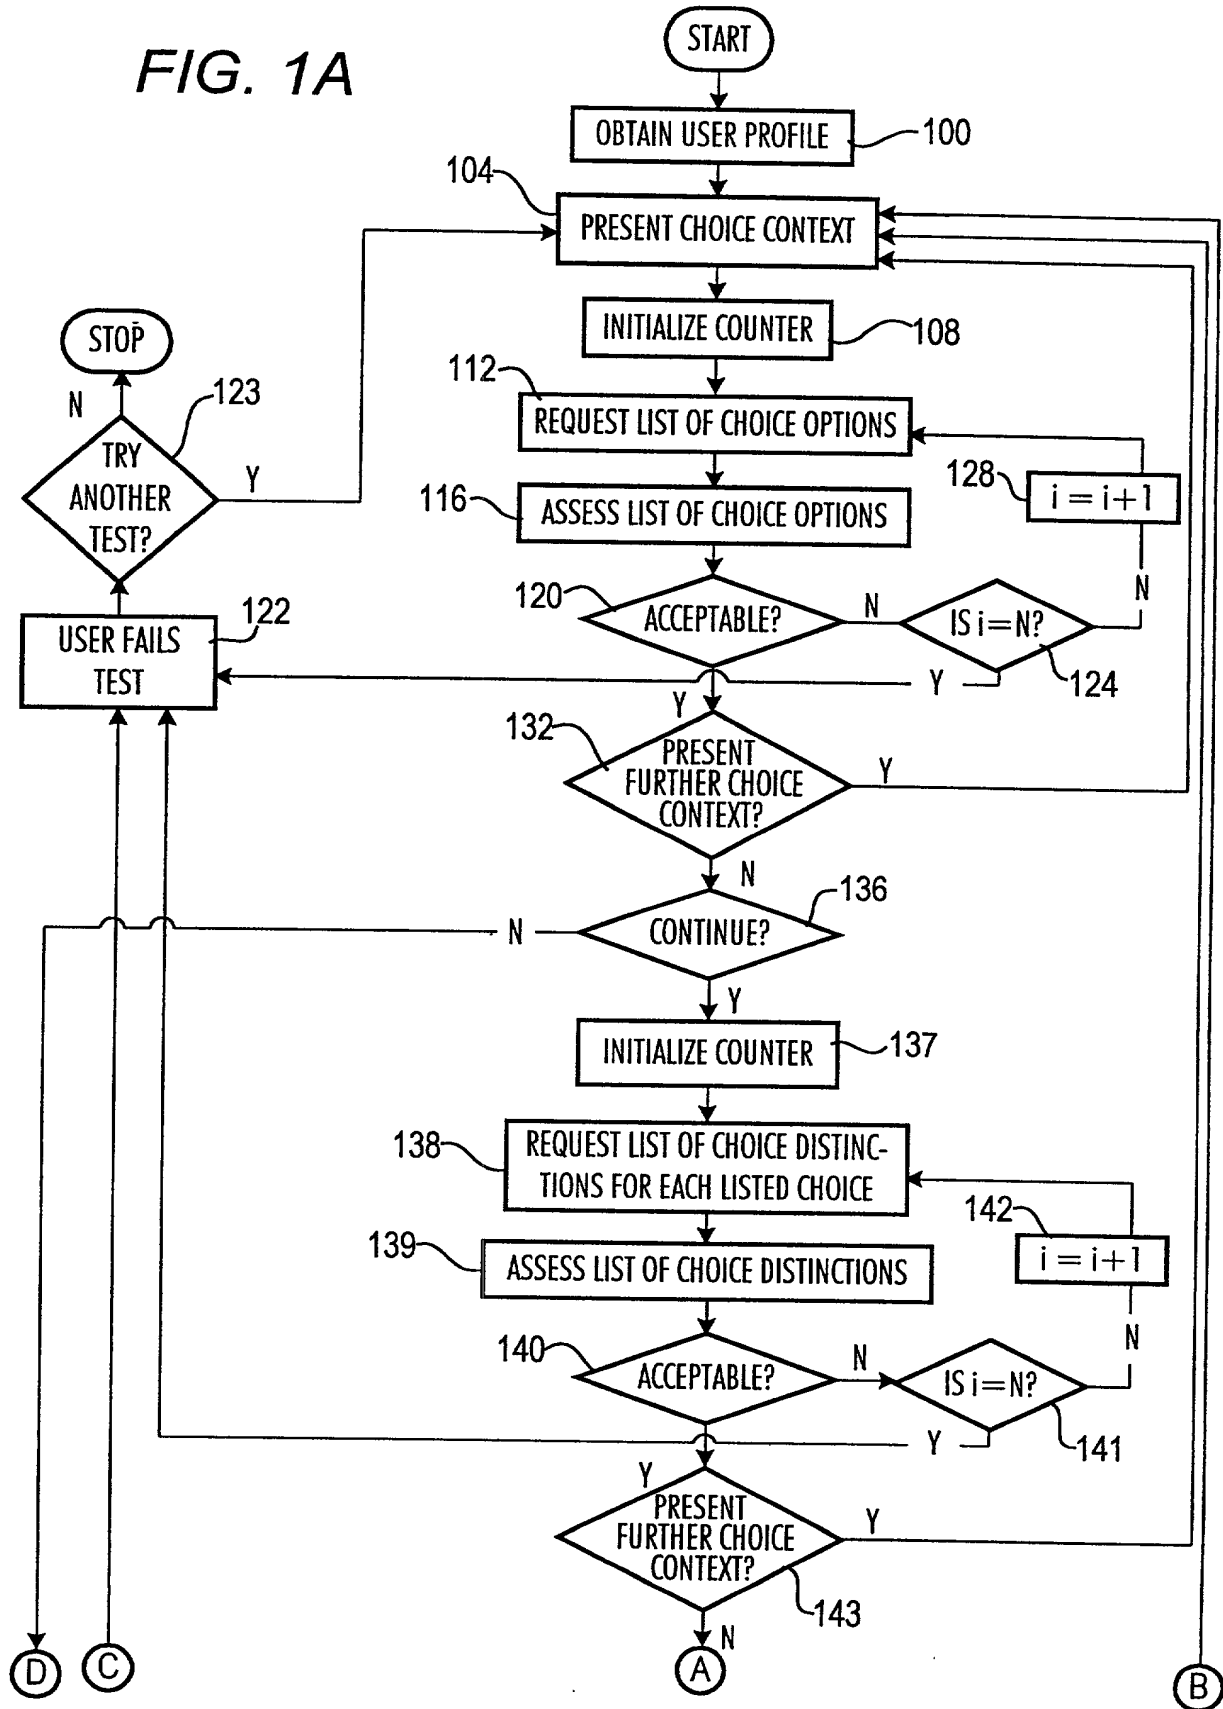 FIG. 1A
START
OBTAIN USER PROFILE
100
104
PRESENT CHOICE CONTEXT
INITIALIZE COUNTER
108
STOP
N
123
TRY
ANOTHER
TEST?
Y
112
REQUEST LIST OF CHOICE OPTIONS
128
i = i+1
116
ASSESS LIST OF CHOICE OPTIONS
N
120
ACCEPTABLE?
N
IS i=N?
124
122
USER FAILS
TEST
Y
Y
132
PRESENT
FURTHER CHOICE
CONTEXT?
Y
N
136
CONTINUE?
N
Y
INITIALIZE COUNTER
137
138
REQUEST LIST OF CHOICE DISTINC-
TIONS FOR EACH LISTED CHOICE
142
i = i+1
139
ASSESS LIST OF CHOICE DISTINCTIONS
N
140
ACCEPTABLE?
N
IS i=N?
141
Y
Y
PRESENT
FURTHER CHOICE
CONTEXT?
Y
143
N
D
C
A
B